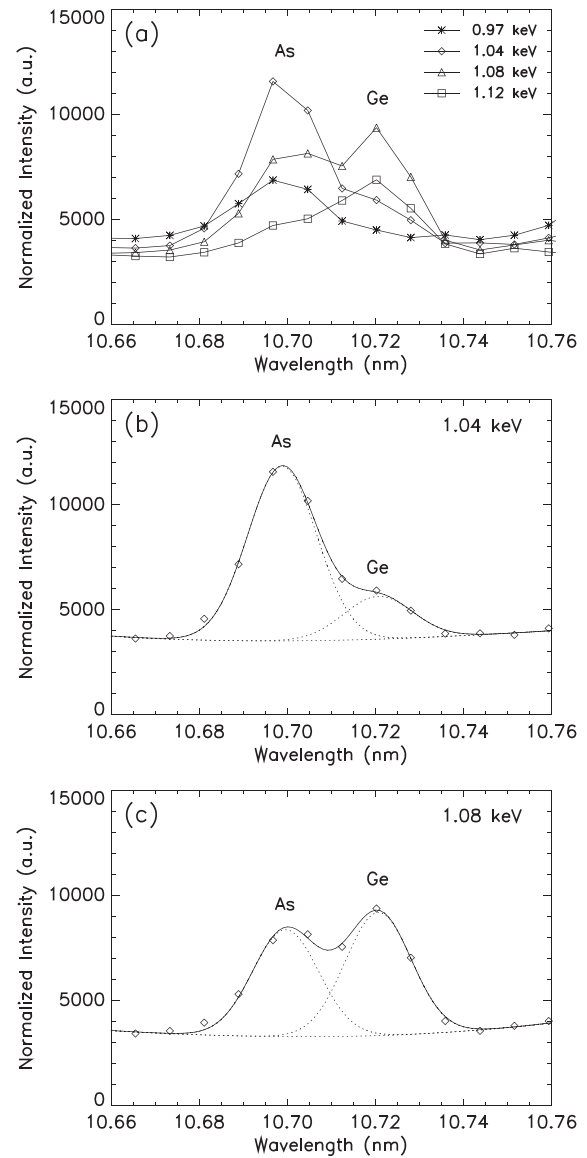 (a)
As
Ge
0.97 keV
1.04 keV
1.08 keV
1.12 keV
15000
10000
5000
0
Normalized Intensity (a.u.)
10.66 10.68 10.70 10.72 10.74 10.76
Wavelength (nm)
(b)
1.04 keV
As
Ge
15000
10000
5000
0
Normalized Intensity (a.u.)
10.66 10.68 10.70 10.72 10.74 10.76
Wavelength (nm)
(c)
1.08 keV
As
Ge
15000
10000
5000
0
Normalized Intensity (a.u.)
10.66 10.68 10.70 10.72 10.74 10.76
Wavelength (nm)